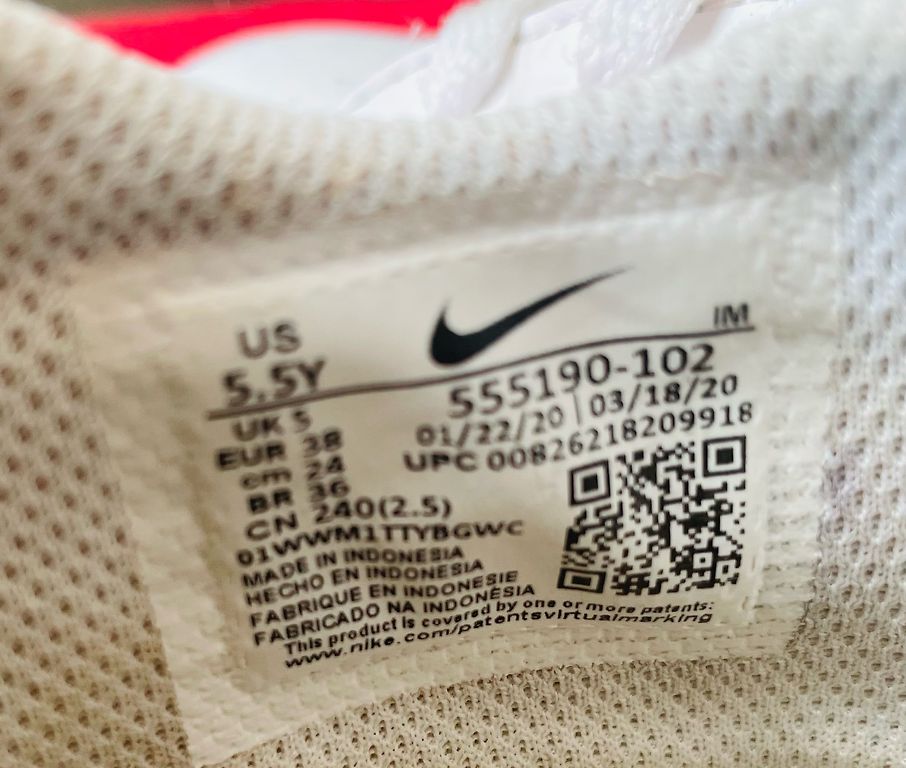 US
5.5Y
IM
555190-102
01/22/20 | 03/18/20
UPC 00826218209918
UK 5
EUR 38
cm 24
BR 36
CN 240(2.5)
01WWM1TTYBGWC
MADE IN INDONESIA
HECHO EN INDONESIA
FABRIQUE EN INDONESIE
FABRICADO NA INDONÉSIA
This product is covered by one or more patents:
www.nike.com/patentsvirtualmarking